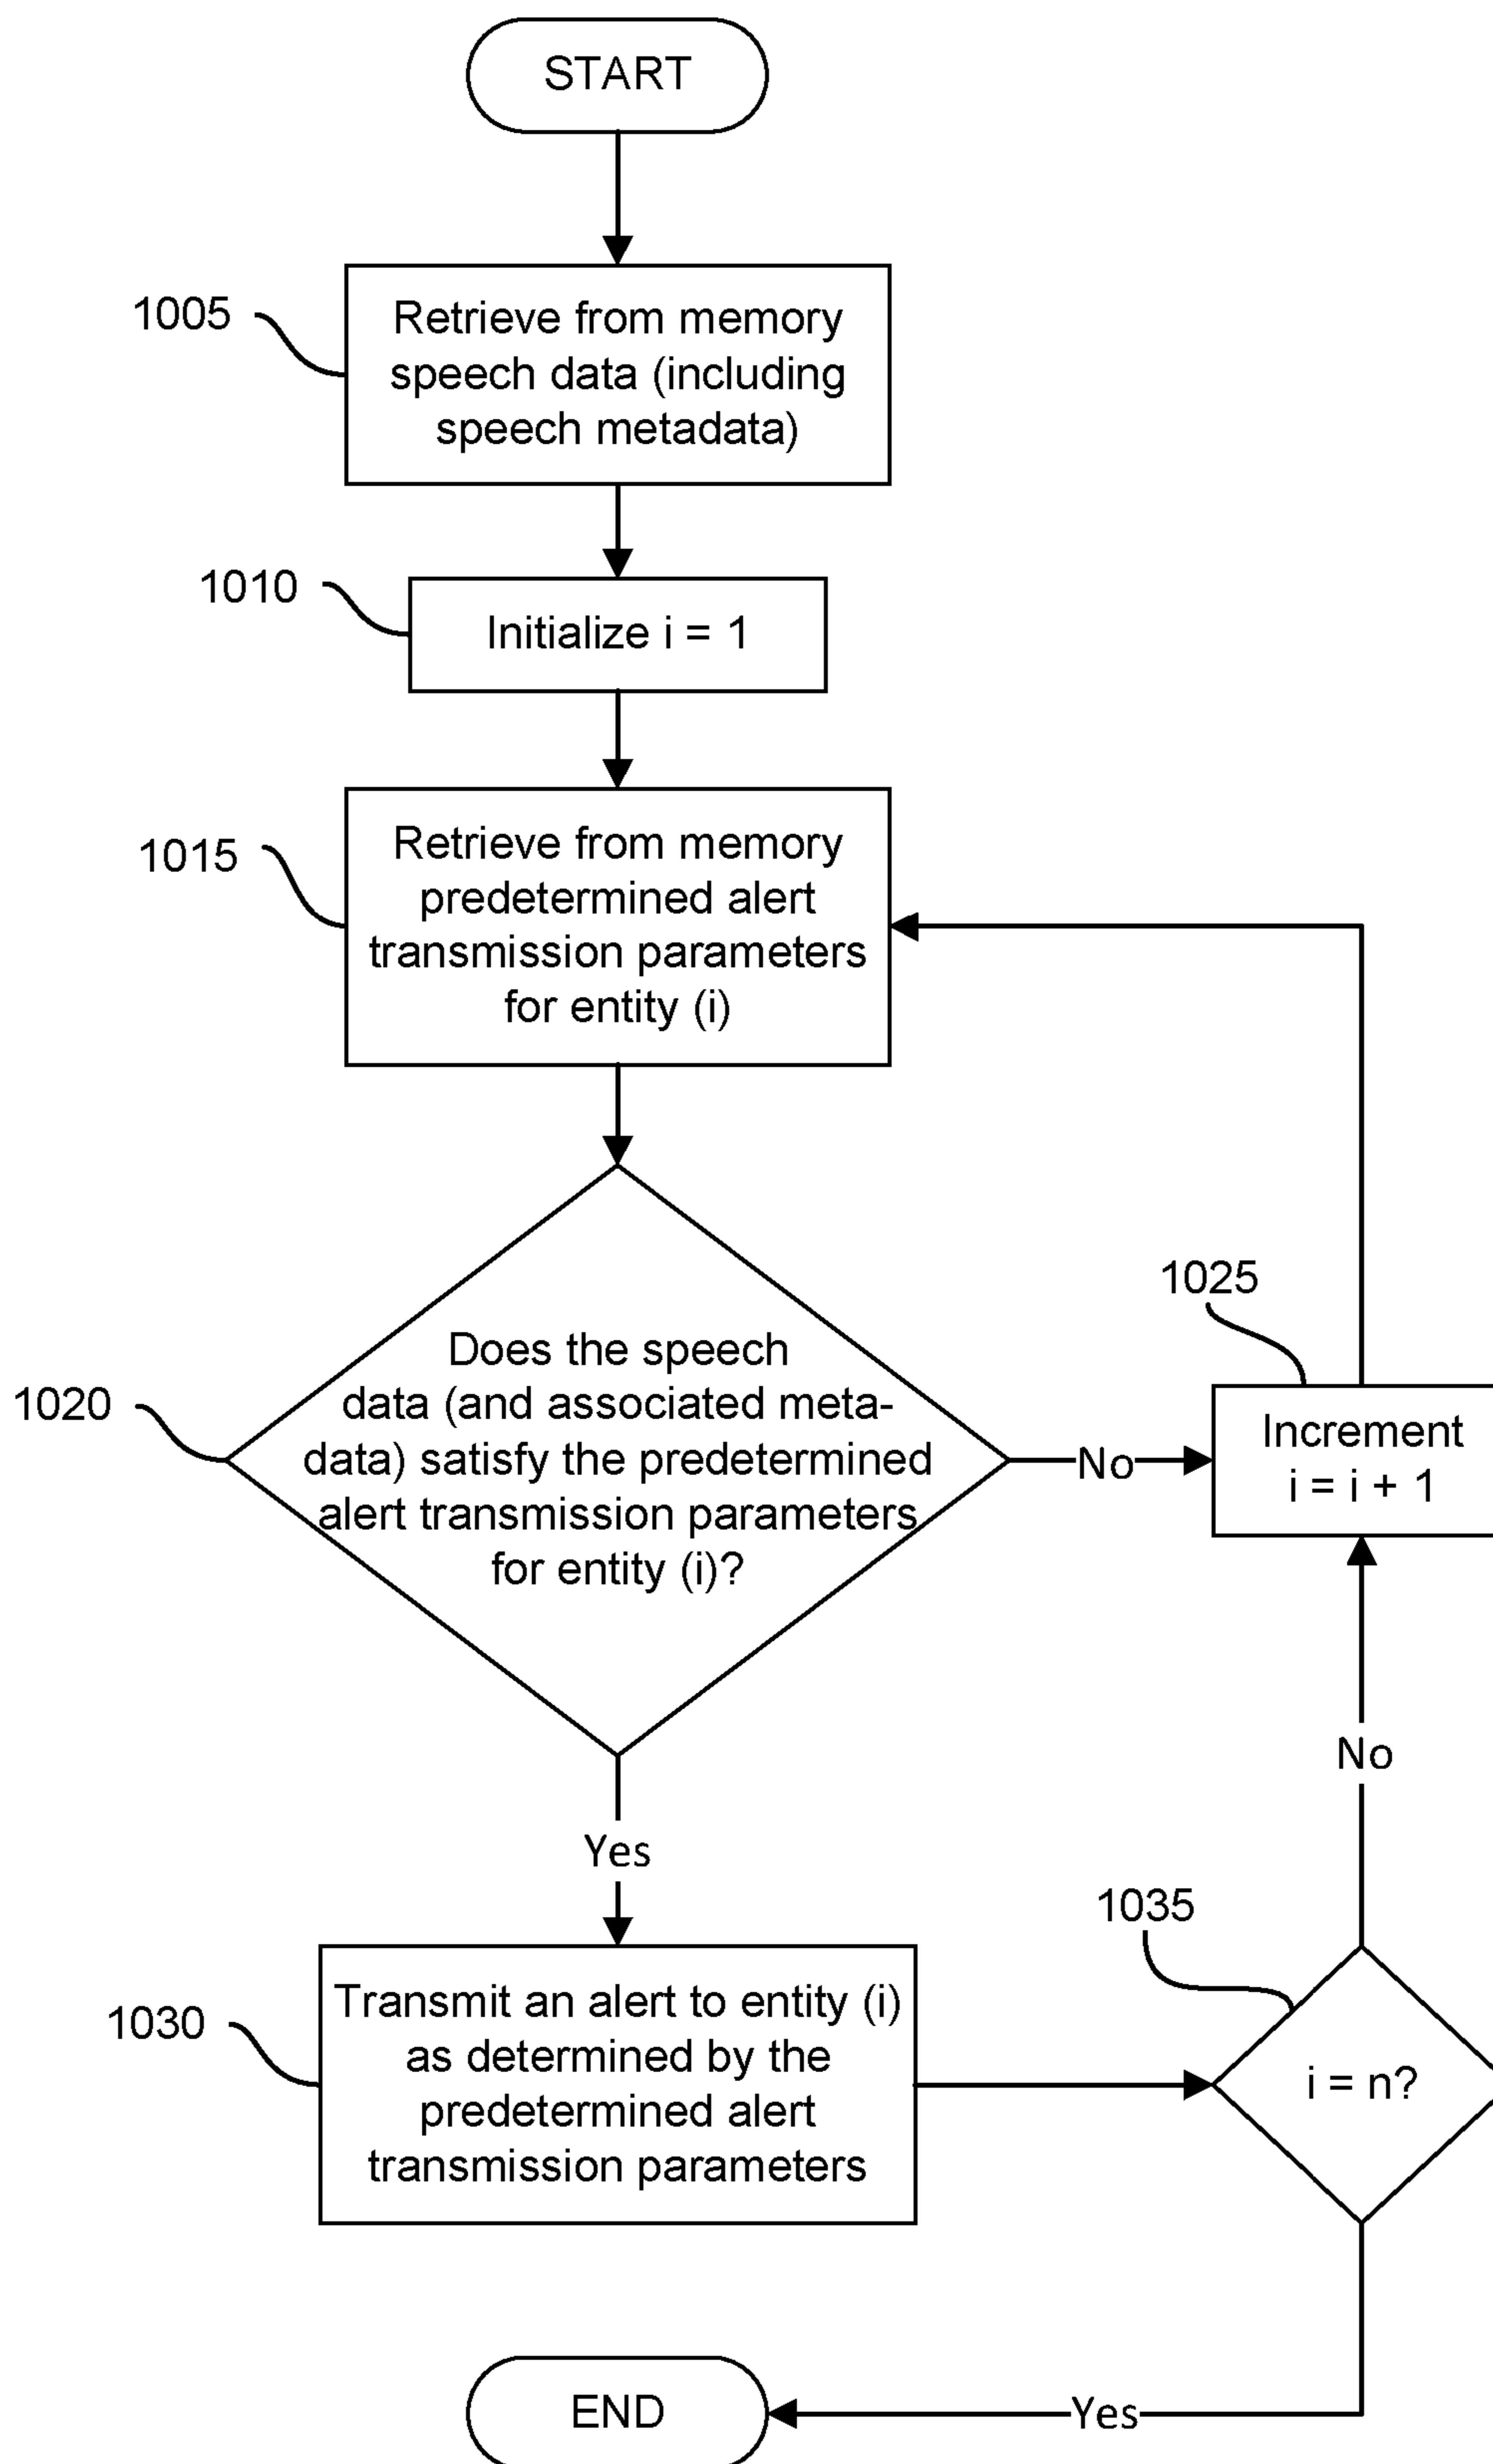 START
1005
Retrieve from memory
speech data (including
speech metadata)
1010
Initialize i = 1
1015
Retrieve from memory
predetermined alert
transmission parameters
for entity (i)
1020
Does the speech
data (and associated meta-
data) satisfy the predetermined
alert transmission parameters
for entity (i)?
No
1025
Increment
i = i + 1
No
Yes
1030
Transmit an alert to entity (i)
as determined by the
predetermined alert
transmission parameters
1035
i = n?
Yes
END